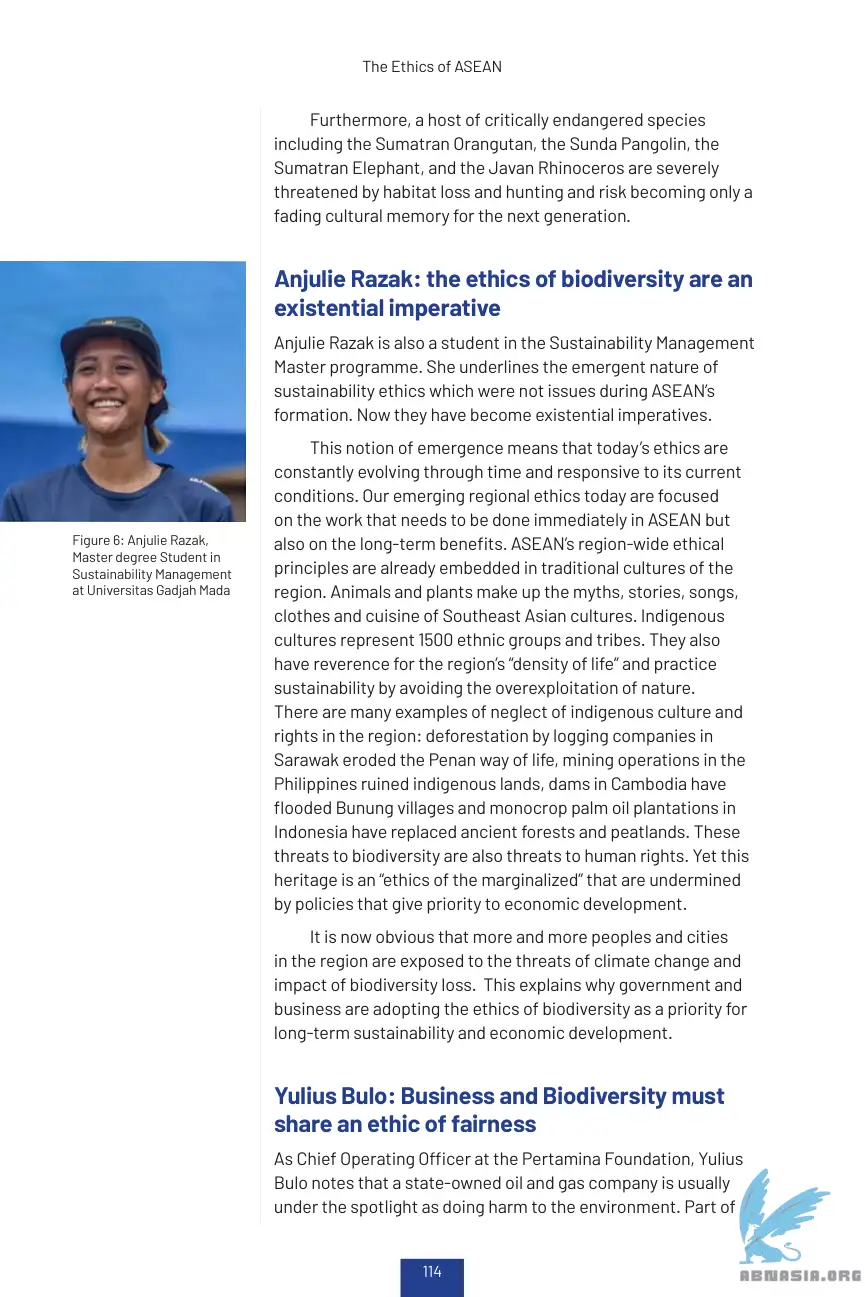 The Ethics of ASEAN
Furthermore, a host of critically endangered species
including the Sumatran Orangutan, the Sunda Pangolin, the
Sumatran Elephant, and the Javan Rhinoceros are severely
threatened by habitat loss and hunting and risk becoming only a
fading cultural memory for the next generation.
Anjulie Razak: the ethics of biodiversity are an
existential imperative
Anjulie Razak is also a student in the Sustainability Management
Master programme. She underlines the emergent nature of
sustainability ethics which were not issues during ASEAN’s
formation. Now they have become existential imperatives.
This notion of emergence means that today’s ethics are
constantly evolving through time and responsive to its current
conditions. Our emerging regional ethics today are focused
on the work that needs to be done immediately in ASEAN but
also on the long-term benefits. ASEAN’s region-wide ethical
principles are already embedded in traditional cultures of the
region. Animals and plants make up the myths, stories, songs,
clothes and cuisine of Southeast Asian cultures. Indigenous
cultures represent 1500 ethnic groups and tribes. They also
have reverence for the region’s “density of life” and practice
sustainability by avoiding the overexploitation of nature.
There are many examples of neglect of indigenous culture and
rights in the region: deforestation by logging companies in
Sarawak eroded the Penan way of life, mining operations in the
Philippines ruined indigenous lands, dams in Cambodia have
flooded Bunung villages and monocrop palm oil plantations in
Indonesia have replaced ancient forests and peatlands. These
threats to biodiversity are also threats to human rights. Yet this
heritage is an “ethics of the marginalized” that are undermined
by policies that give priority to economic development.
It is now obvious that more and more peoples and cities
in the region are exposed to the threats of climate change and
impact of biodiversity loss.  This explains why government and
business are adopting the ethics of biodiversity as a priority for
long-term sustainability and economic development.
Yulius Bulo: Business and Biodiversity must
share an ethic of fairness
As Chief Operating Officer at the Pertamina Foundation, Yulius
Bulo notes that a state-owned oil and gas company is usually
under the spotlight as doing harm to the environment. Part of
Figure 6: Anjulie Razak,
Master degree Student in
Sustainability Management
at Universitas Gadjah Mada
114
ABNASIA.ORG